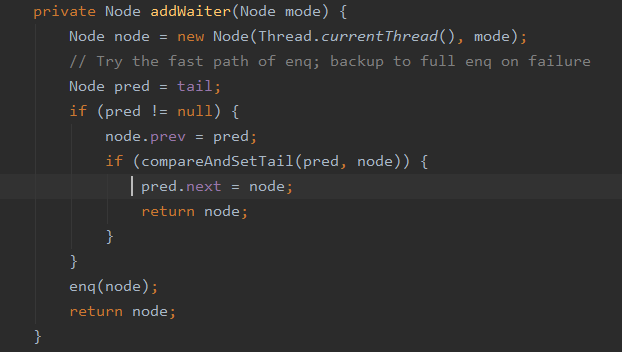 private Node addWaiter(Node mode) {
Node node = new Node(Thread.currentThread(), mode);
// Try the fast path of enq; backup to full enq on failure
Node pred = tail;
if (pred != null) {
node.prev = pred;
if (compareAndSetTail(pred, node)) {
pred.next = node;
return node;
}
}
enq(node);
return node;
}